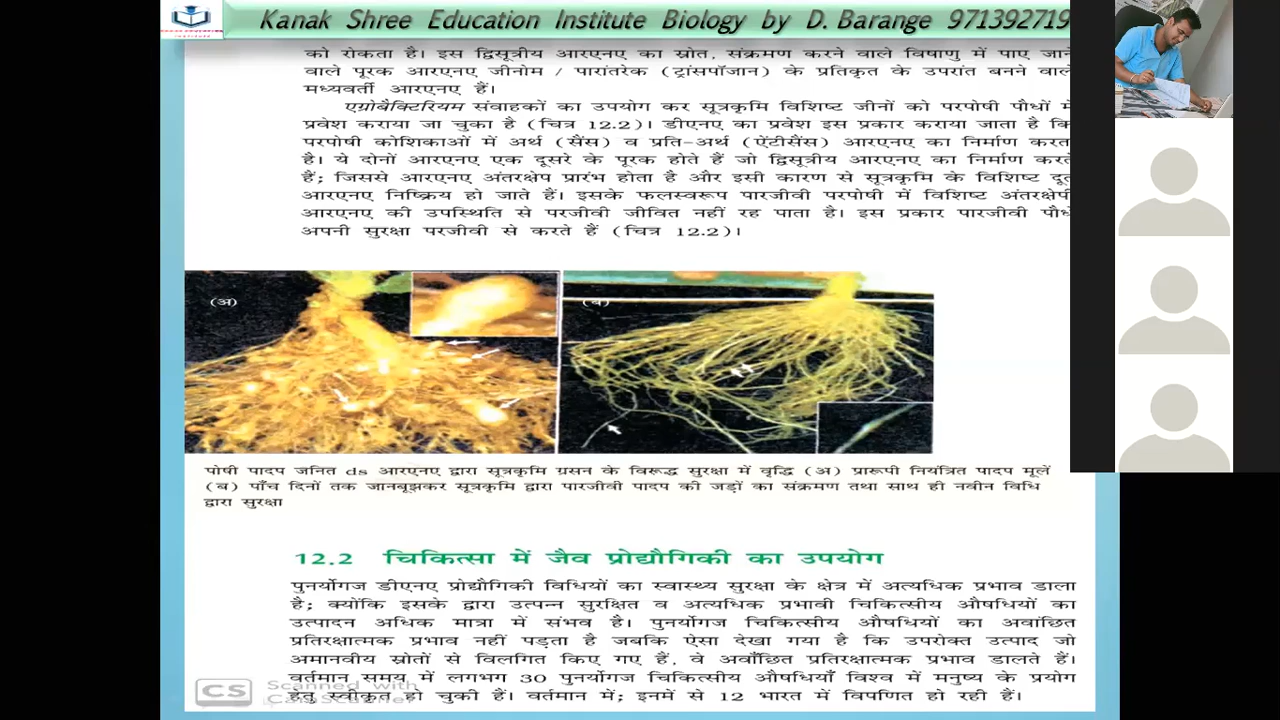 Kanak Shree Education Institute Biology by D. Barange 971392719
को रोकता है। इस द्विसूत्रीय आरएनए का स्रोत, संक्रमण करने वाले विषाणु में पाए जाने
वाले पूरक आरएनए जीनोम / पारांतरेक (ट्रांसपॉजान) के प्रतिकृत के उपरांत बनने वाले
मध्यवर्ती आरएनए हैं।
एग्रोबैक्टिरियम संवाहकों का उपयोग कर सूत्रकृमि विशिष्ट जीनों को परपोषी पौधों में
प्रवेश कराया जा चुका है (चित्र 12.2)। डीएनए का प्रवेश इस प्रकार कराया जाता है कि
परपोषी कोशिकाओं में अर्थ (सैंस) व प्रति-अर्थ (ऐंटीसैंस) आरएनए का निर्माण करत
है। ये दोनों आरएनए एक दूसरे के पूरक होते हैं जो द्विसूत्रीय आरएनए का निर्माण करते
हैं; जिससे आरएनए अंतरक्षेप प्रारंभ होता है और इसी कारण से सूत्रकृमि के विशिष्ट दूत
आरएनए निष्क्रिय हो जाते हैं। इसके फलस्वरूप पारजीवी परपोषी में विशिष्ट अंतरक्षेपी
आरएनए की उपस्थिति से परजीवी जीवित नहीं रह पाता है। इस प्रकार पारजीवी पौधे
अपनी सुरक्षा परजीवी से करते हैं (चित्र 12.2)।
(अ)
(ब)
पोषी पादप जनित ds आरएनए द्वारा सूत्रकृमि ग्रसन के विरूद्ध सुरक्षा में वृद्धि (अ) प्रारूपी नियंत्रित पादप मूलें
(ब) पाँच दिनों तक जानबूझकर सूत्रकृमि द्वारा पारजीवी पादप की जड़ों का संक्रमण तथा साथ ही नवीन विधि
द्वारा सुरक्षा
12.2 चिकित्सा में जैव प्रोद्यौगिकी का उपयोग
पुनर्योगज डीएनए प्रोद्यौगिकी विधियों का स्वास्थ्य सुरक्षा के क्षेत्र में अत्यधिक प्रभाव डाला
है; क्योंकि इसके द्वारा उत्पन्न सुरक्षित व अत्यधिक प्रभावी चिकित्सीय औषधियों का
उत्पादन अधिक मात्रा में संभव है। पुनर्योगज चिकित्सीय औषधियों का अवांछित
प्रतिरक्षात्मक प्रभाव नहीं पड़ता है जबकि ऐसा देखा गया है कि उपरोक्त उत्पाद जो
अमानवीय स्रोतों से विलगित किए गए हैं, वे अवाँछित प्रतिरक्षात्मक प्रभाव डालते हैं।
वर्तमान समय में लगभग 30 पुनर्योगज चिकित्सीय औषधियाँ विश्व में मनुष्य के प्रयोग
हेतु स्वीकृत हो चुकी हैं। वर्तमान में; इनमें से 12 भारत में विपणित हो रही हैं।
CS Scanned with
CamScanner